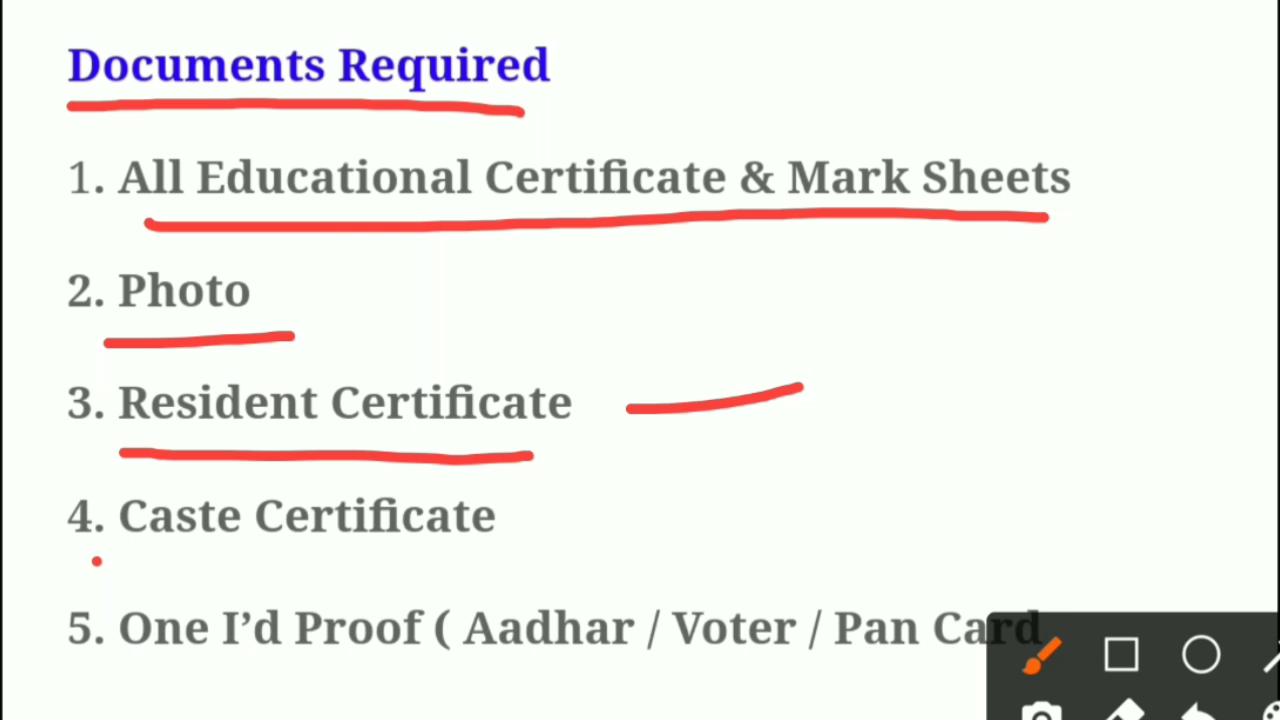 Documents Required
1. All Educational Certificate & Mark Sheets
2. Photo
3. Resident Certificate
4. Caste Certificate
5. One I’d Proof ( Aadhar / Voter / Pan Card